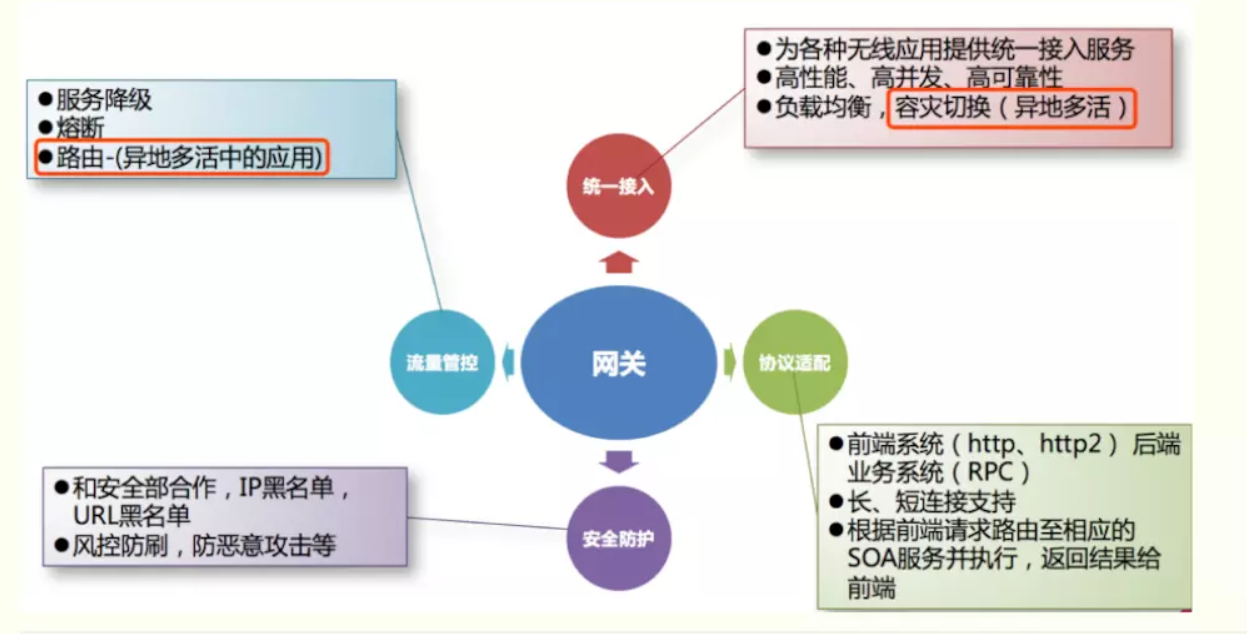 ●为各种无线应用提供统一接入服务
●高性能、高并发、高可靠性
●负载均衡，容灾切换（异地多活）
●服务降级
●熔断
●路由-(异地多活中的应用)
统一接入
流量管控
网关
协议适配
●前端系统（http、http2） 后端
业务系统（RPC）
●长、短连接支持
●根据前端请求路由至相应的
SOA服务并执行，返回结果给
前端
●和安全部合作，IP黑名单，
URL黑名单
●风控防刷，防恶意攻击等
安全防护